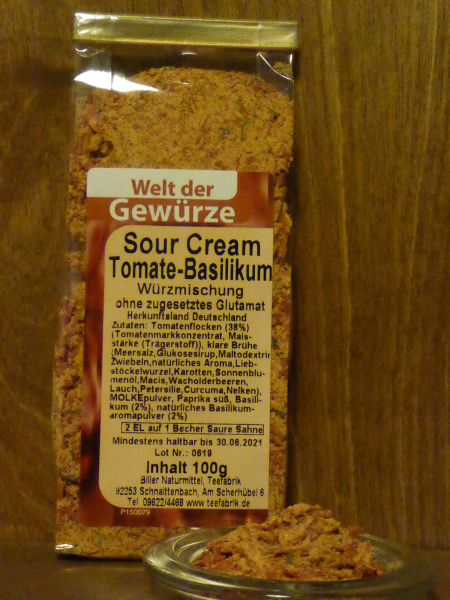 Welt der
Gewürze
Sour Cream
Tomate-Basilikum
Würzmischung
ohne zugesetztes Glutamat
Herkunftsland Deutschland
Zutaten: Tomatenflocken (38%)
(Tomatenmarkkonzentrat, Mais-
stärke (Trägerstoff)), klare Brühe
(Meersalz,Glukosesirup,Maltodextrin
Zwiebeln,natürliches Aroma,Lieb-
stöckelwurzel,Karotten,Sonnenblu-
menöl,Macis,Wacholderbeeren,
Lauch,Petersilie,Curcuma,Nelken),
MOLKEpulver, Paprika süß, Basili-
kum (2%), natürliches Basilikum-
aromapulver (2%)
2 EL auf 1 Becher Saure Sahne
Mindestens haltbar bis 30.06.2021
Lot Nr.: 0619
Inhalt 100g
Biller Naturmittel, Teefabrik
92253 Schnaittenbach, Am Scherhübel 6
Tel. 09622/4468 www.teefabrik.de
P150079